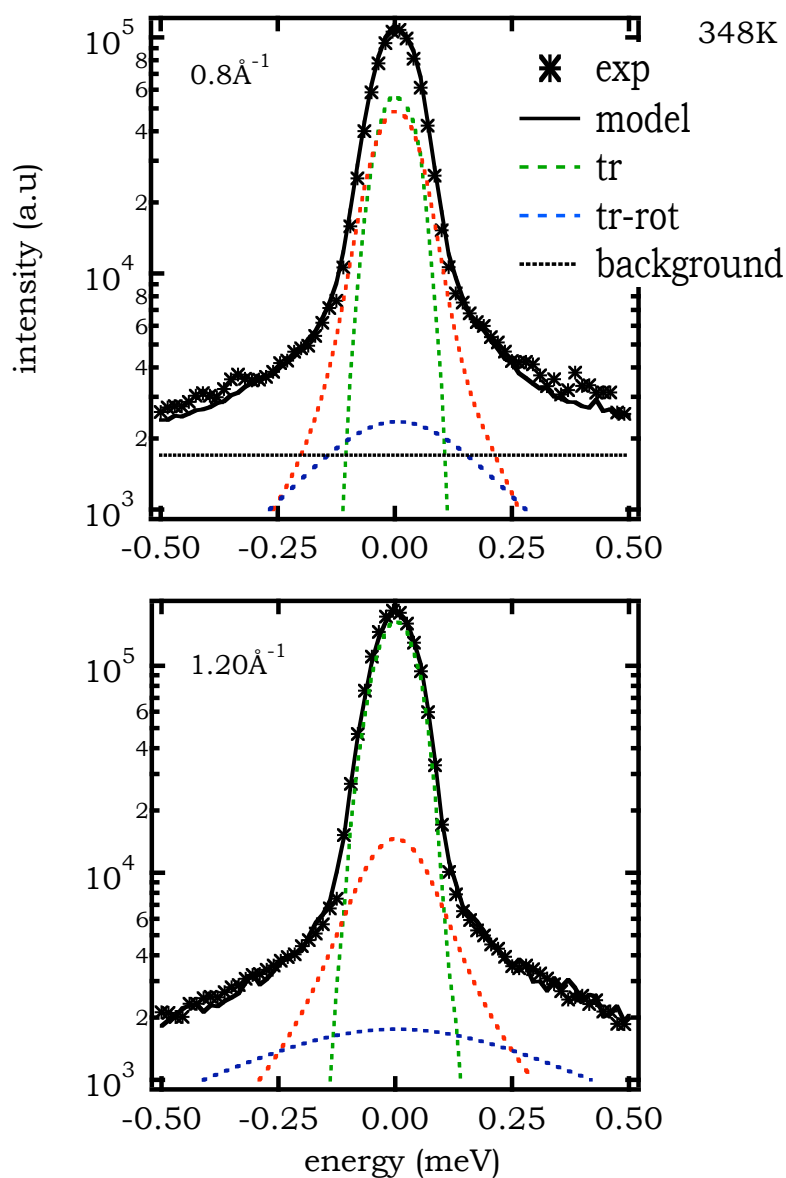 348K
0.8Å-1
exp
model
tr
tr-rot
background
intensity (a.u)
10^5
8
6
4
2
10^4
8
6
4
2
10^3
-0.50 -0.25 0.00 0.25 0.50
1.20Å-1
10^5
6
4
2
10^4
6
4
2
10^3
-0.50 -0.25 0.00 0.25 0.50
energy (meV)